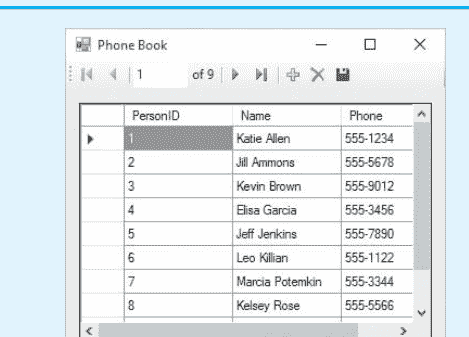 Phone Book
1 of 9
PersonID Name Phone
1 Katie Allen 555-1234
2 Jill Ammons 555-5678
3 Kevin Brown 555-9012
4 Elisa Garcia 555-3456
5 Jeff Jenkins 555-7890
6 Leo Killian 555-1122
7 Marcia Potemkin 555-3344
8 Kelsey Rose 555-5566